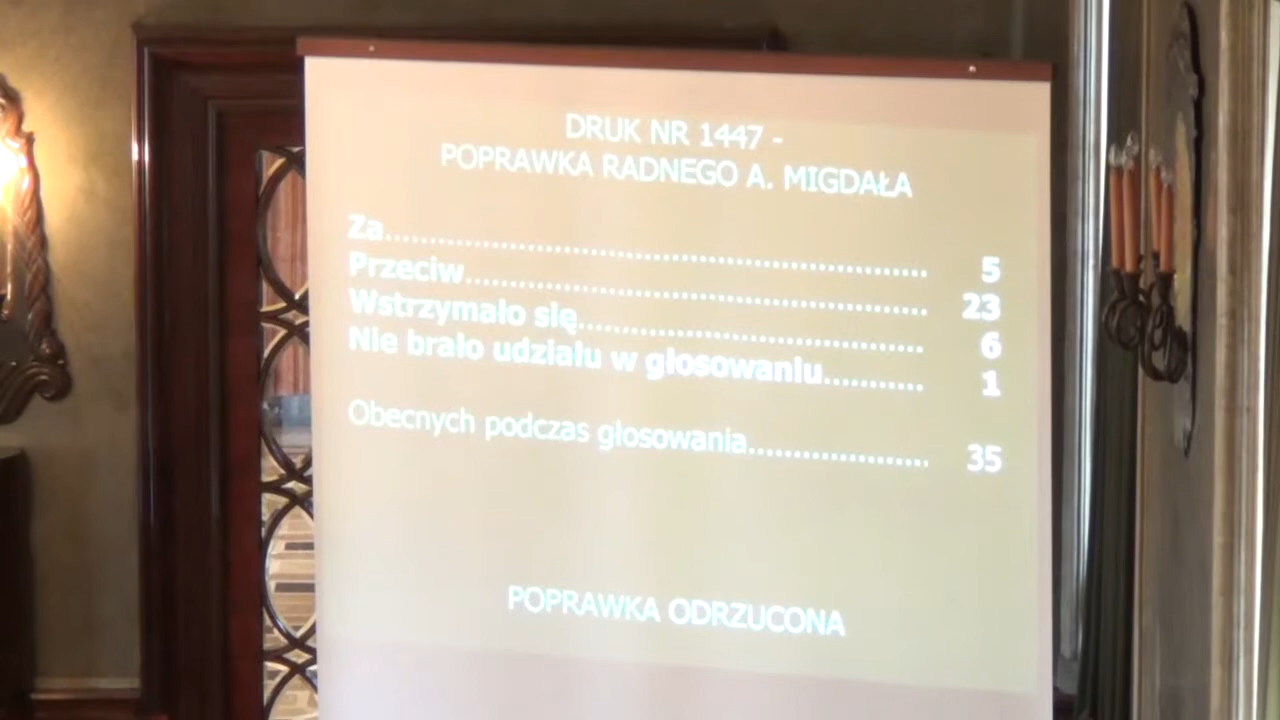 DRUK NR 1447 -
POPRAWKA RADNEGO A. MIGDAŁA
Za............................................................ 5
Przeciw................................................... 23
Wstrzymało się...................................... 6
Nie brało udziału w głosowaniu........... 1
Obecnych podczas głosowania.................... 35
POPRAWKA ODRZUCONA